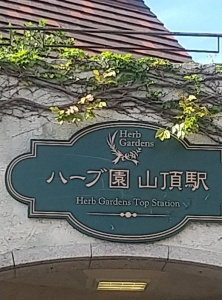 Herb
Gardens
ハーブ園 山頂駅
Herb Gardens Top Station